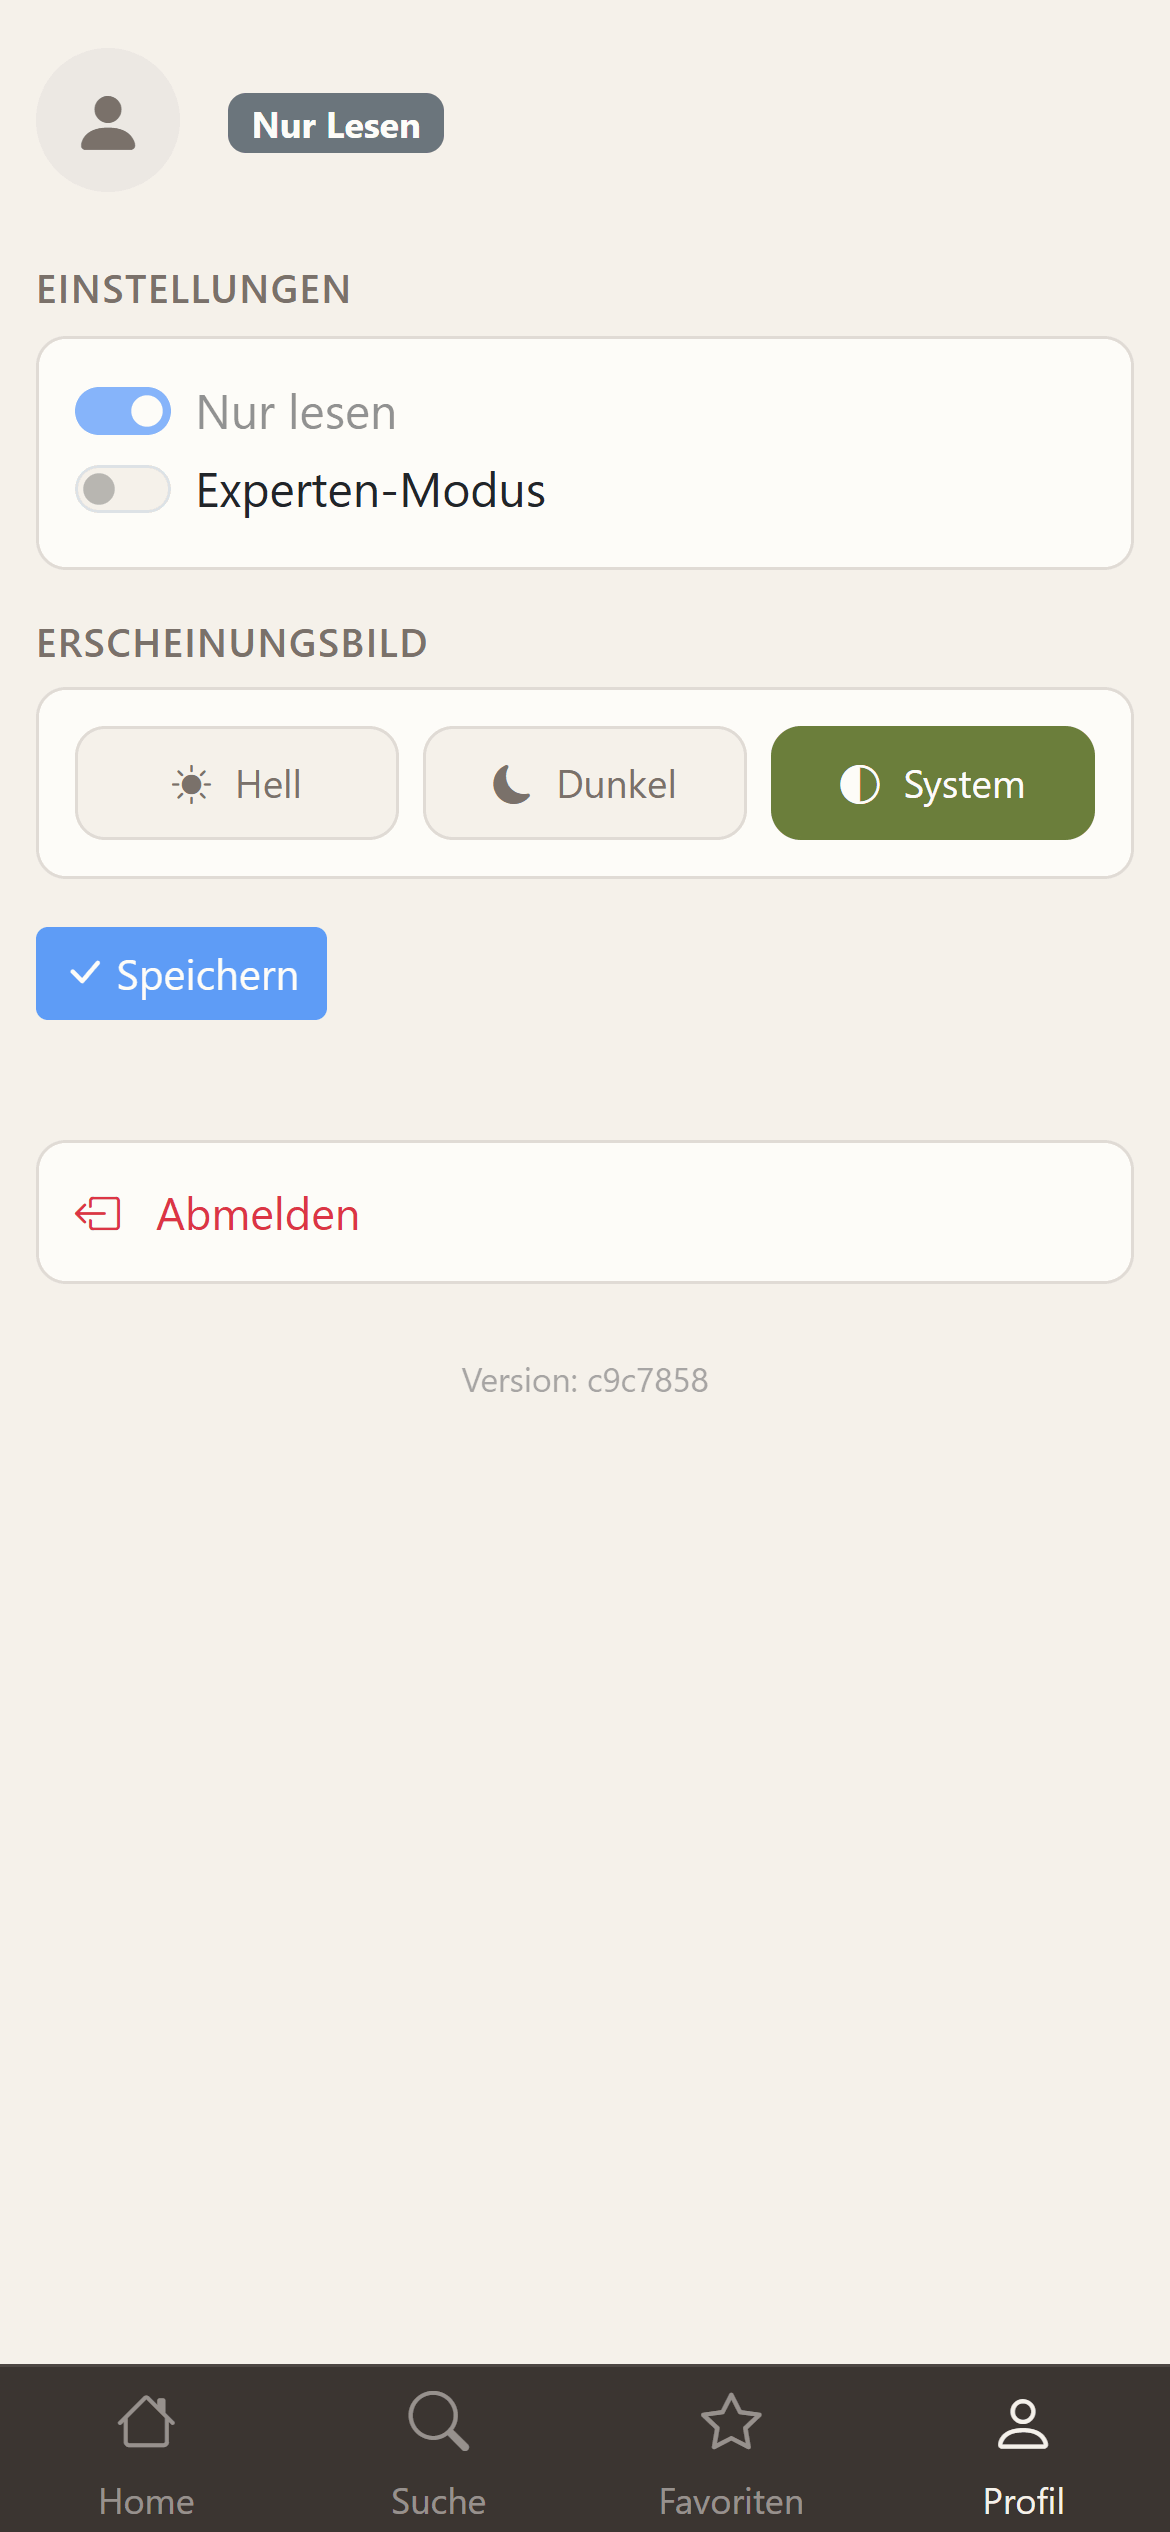 Nur Lesen
EINSTELLUNGEN
Nur lesen
Experten-Modus
ERSCHEINUNGSBILD
Hell
Dunkel
System
Speichern
Abmelden
Version: c9c7858
Home
Suche
Favoriten
Profil